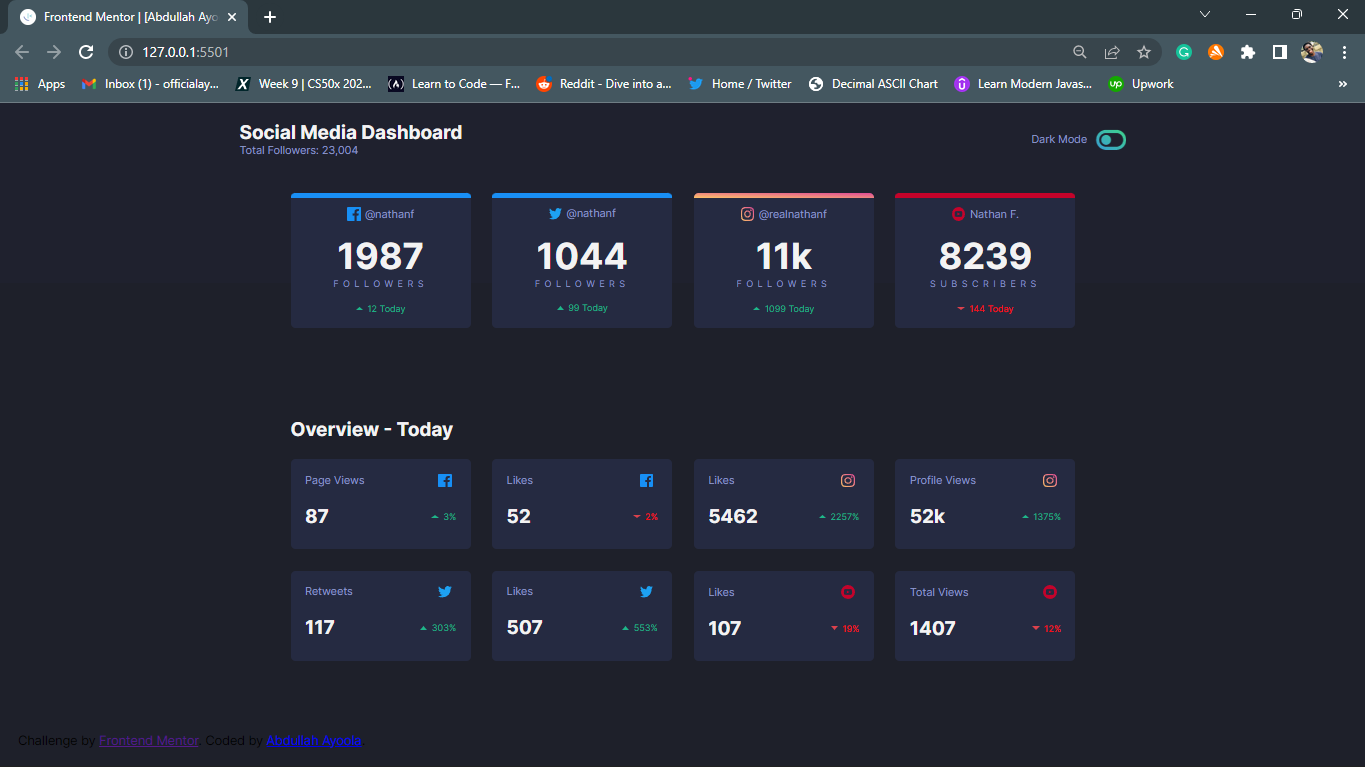 Frontend Mentor | [Abdullah Ayo
127.0.0.1:5501
Apps Inbox (1) - officialay... Week 9 | CS50x 202... Learn to Code — F... Reddit - Dive into a... Home / Twitter Decimal ASCII Chart Learn Modern Javas... up Upwork »
Social Media Dashboard
Total Followers: 23,004
Dark Mode
@nathanf
1987
FOLLOWERS
12 Today
@nathanf
1044
FOLLOWERS
99 Today
@realnathanf
11k
FOLLOWERS
1099 Today
Nathan F.
8239
SUBSCRIBERS
144 Today
Overview - Today
Page Views
87 3%
Likes
52 2%
Likes
5462 2257%
Profile Views
52k 1375%
Retweets
117 303%
Likes
507 553%
Likes
107 19%
Total Views
1407 12%
Challenge by Frontend Mentor. Coded by Abdullah Ayoola.